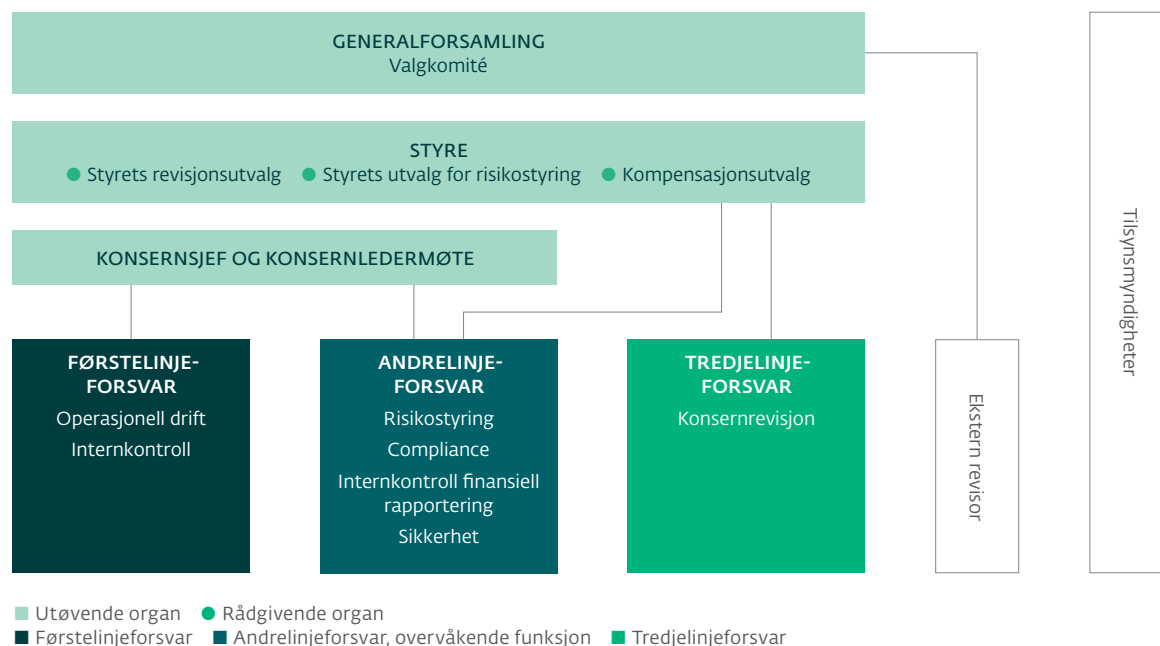 GENERALFORSAMLING
Valgkomité
STYRE
Styrets revisjonsutvalg Styrets utvalg for risikostyring Kompensasjonsutvalg
KONSERNSJEF OG KONSERNLEDERMØTE
FØRSTELINJE-
FORSVAR
Operasjonell drift
Internkontroll
ANDRELINJE-
FORSVAR
Risikostyring
Compliance
Internkontroll finansiell
rapportering
Sikkerhet
TREDJELINJE-
FORSVAR
Konsernrevisjon
Ekstern revisor
Tilsynsmyndigheter
Utøvende organ Rådgivende organ
Førstelinjeforsvar Andrelinjeforsvar, overvåkende funksjon Tredjelinjeforsvar